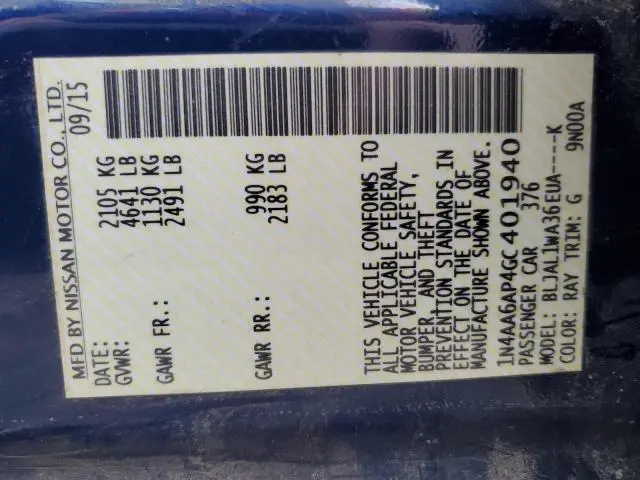 MFD BY NISSAN MOTOR CO., LTD.
DATE: 09/15
GVWR: 2105 KG
4641 LB
GAWR FR.: 1130 KG
2491 LB
GAWR RR.: 990 KG
2183 LB
THIS VEHICLE CONFORMS TO
ALL APPLICABLE FEDERAL
MOTOR VEHICLE SAFETY,
BUMPER, AND THEFT
PREVENTION STANDARDS IN
EFFECT ON THE DATE OF
MANUFACTURE SHOWN ABOVE.
1N4AA6AP4GC401940
PASSENGER CAR 376
MODEL: BLJAL1WA36EUA----K
COLOR: RAY TRIM: G 9N00A